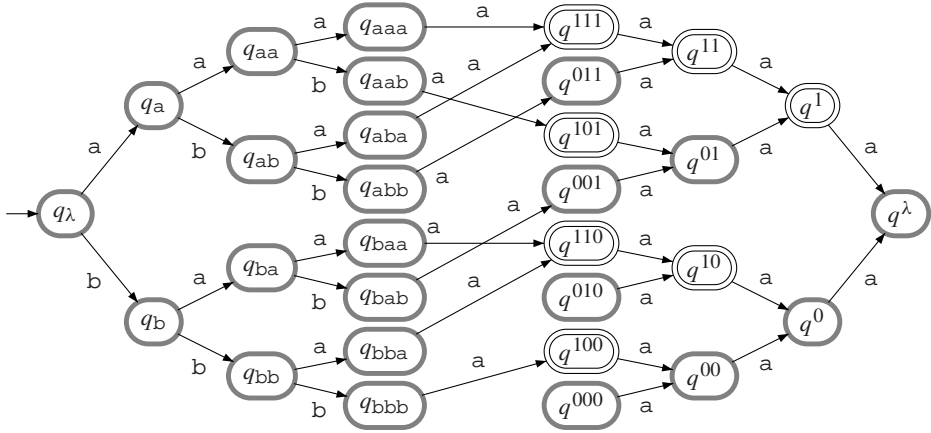 a a a
q_aaa q^111
q_aa q^11
a b a a a
q_aab q^011
q_a q^1
b a a
q_aba q^101
a q_ab q^01 a
b a a
q_abb q^001
q_λ q^λ
a a a
q_baa q^110
b q_ba q^10 a
a b a a
q_bab q^010
q_b q^0
b a a a
q_bba q^100
q_bb q^00
b a a
q_bbb q^000